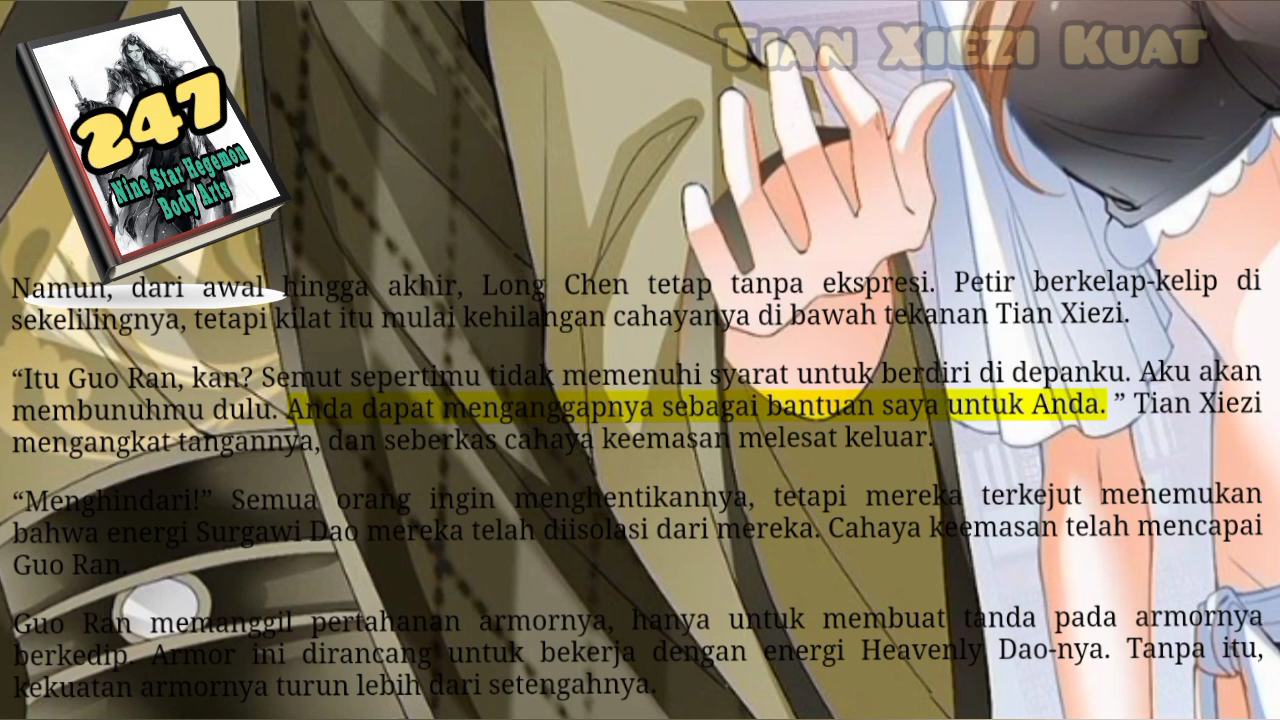 Tian Xiezi Kuat
247
Nine Star Hegemon
Body Arts
Namun, dari awal hingga akhir, Long Chen tetap tanpa ekspresi. Petir berkelap-kelip di
sekelilingnya, tetapi kilat itu mulai kehilangan cahayanya di bawah tekanan Tian Xiezi.
“Itu Guo Ran, kan? Semut sepertimu tidak memenuhi syarat untuk berdiri di depanku. Aku akan
membunuhmu dulu. Anda dapat menganggapnya sebagai bantuan saya untuk Anda. ” Tian Xiezi
mengangkat tangannya, dan seberkas cahaya keemasan melesat keluar.
“Menghindari!” Semua orang ingin menghentikannya, tetapi mereka terkejut menemukan
bahwa energi Surgawi Dao mereka telah diisolasi dari mereka. Cahaya keemasan telah mencapai
Guo Ran.
Guo Ran memanggil pertahanan armornya, hanya untuk membuat tanda pada armornya
berkedip. Armor ini dirancang untuk bekerja dengan energi Heavenly Dao-nya. Tanpa itu,
kekuatan armornya turun lebih dari setengahnya.